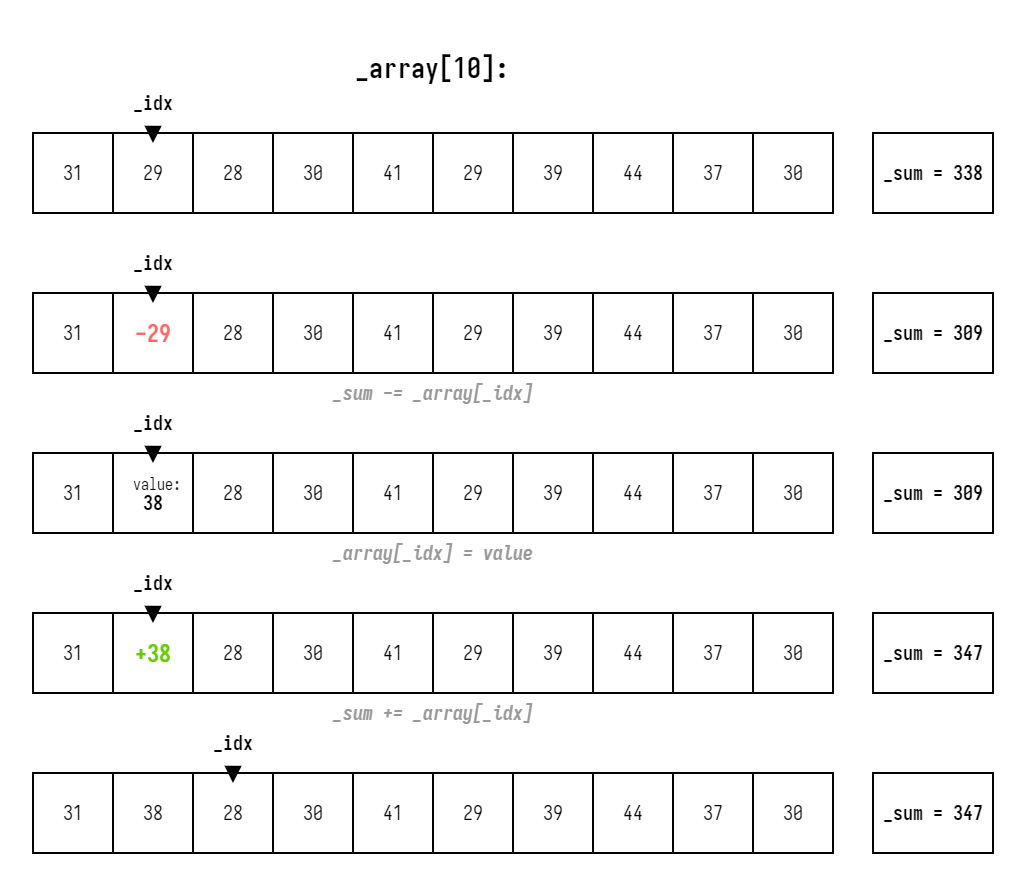 _array[10]:
_idx
31 29 28 30 41 29 39 44 37 30 _sum = 338
_idx
31 -29 28 30 41 29 39 44 37 30 _sum = 309
_sum -= _array[_idx]
_idx
31 value: 38 28 30 41 29 39 44 37 30 _sum = 309
_array[_idx] = value
_idx
31 +38 28 30 41 29 39 44 37 30 _sum = 347
_sum += _array[_idx]
_idx
31 38 28 30 41 29 39 44 37 30 _sum = 347